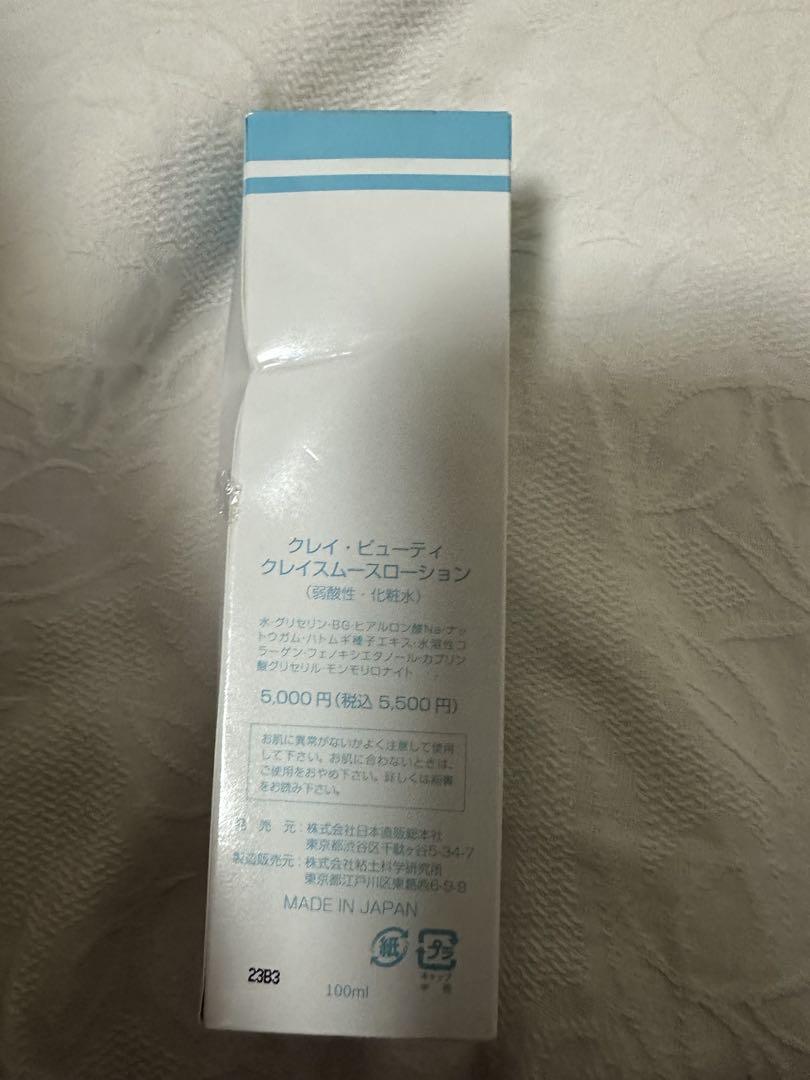 クレイ・ビューティ
クレイスムースローション
(弱酸性・化粧水)
水・グリセリン・BG・ヒアルロン酸Na・ナッ
トウガム・ハトムギ種子エキス・水溶性コ
ラーゲン・フェノキシエタノール・カプリン
酸グリセリル・モンモリロナイト
5,000円(税込 5,500円)
お肌に異常がないかよく注意して使用
して下さい。お肌に合わないときは、
ご使用をおやめ下さい。詳しくは箱裏
をお読み下さい。
発売元:株式会社日本直販総本社
東京都渋谷区千駄ヶ谷5-34-7
製造販売元:株式会社粘土科学研究所
東京都江戸川区東葛西6-9-9
MADE IN JAPAN
紙 プラ
キャップ
23B3
100ml